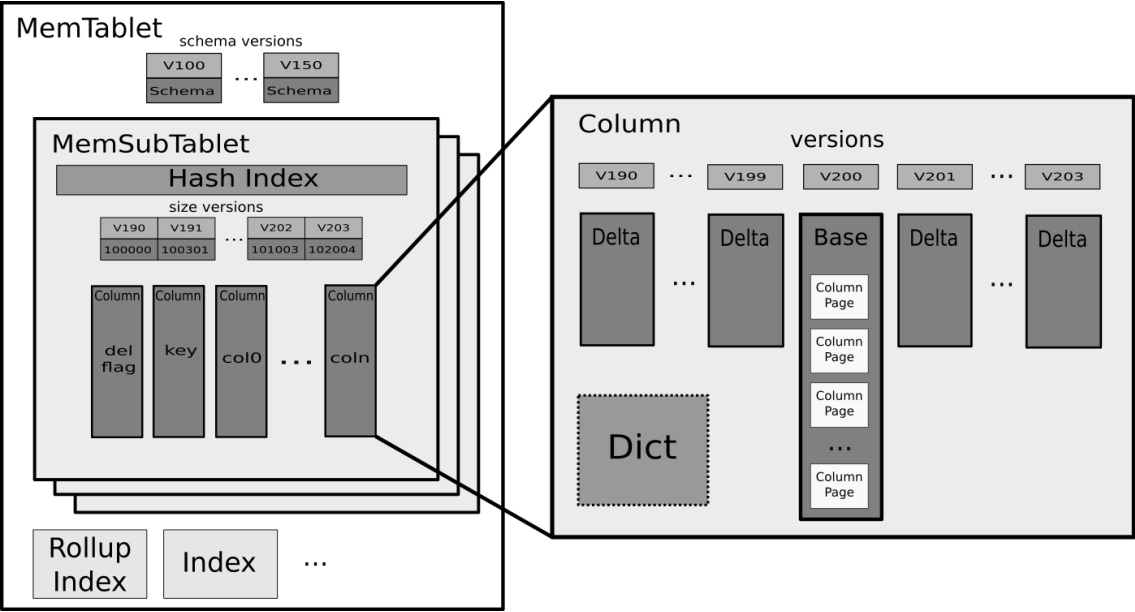 MemTablet
schema versions
V100 ... V150
Schema Schema
MemSubTablet
Hash Index
size versions
V190 V191 ... V202 V203
100000 100301 101003 102004
Column Column Column Column
del
flag
key
col0
...
coln
Rollup
Index
Index
...
Column
versions
V190 ... V199 V200 V201 ... V203
Delta ... Delta Base Delta ... Delta
Column
Page
Column
Page
Column
Page
...
Column
Page
Dict